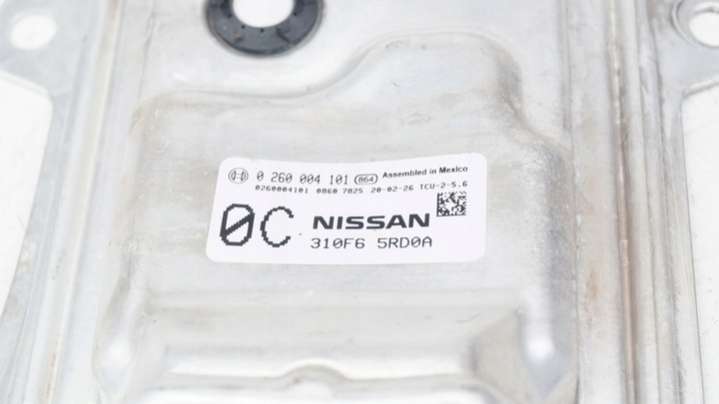 0 260 004 101 864 Assembled in Mexico
0260004101 0860 7025 20-02-26 TCU-2-5.6
0C NISSAN
310F6 5RD0A